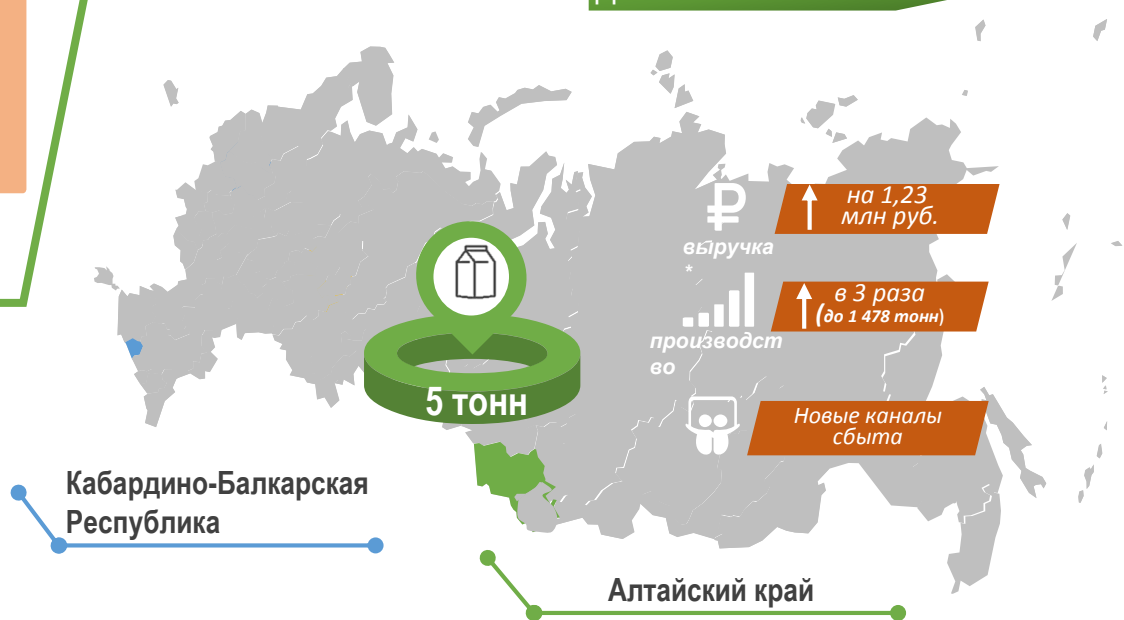 на 1,23
млн руб.
выручка
*
в 3 раза
(до 1 478 тонн)
производст
во
5 тонн
Новые каналы
сбыта
Кабардино-Балкарская
Республика
Алтайский край